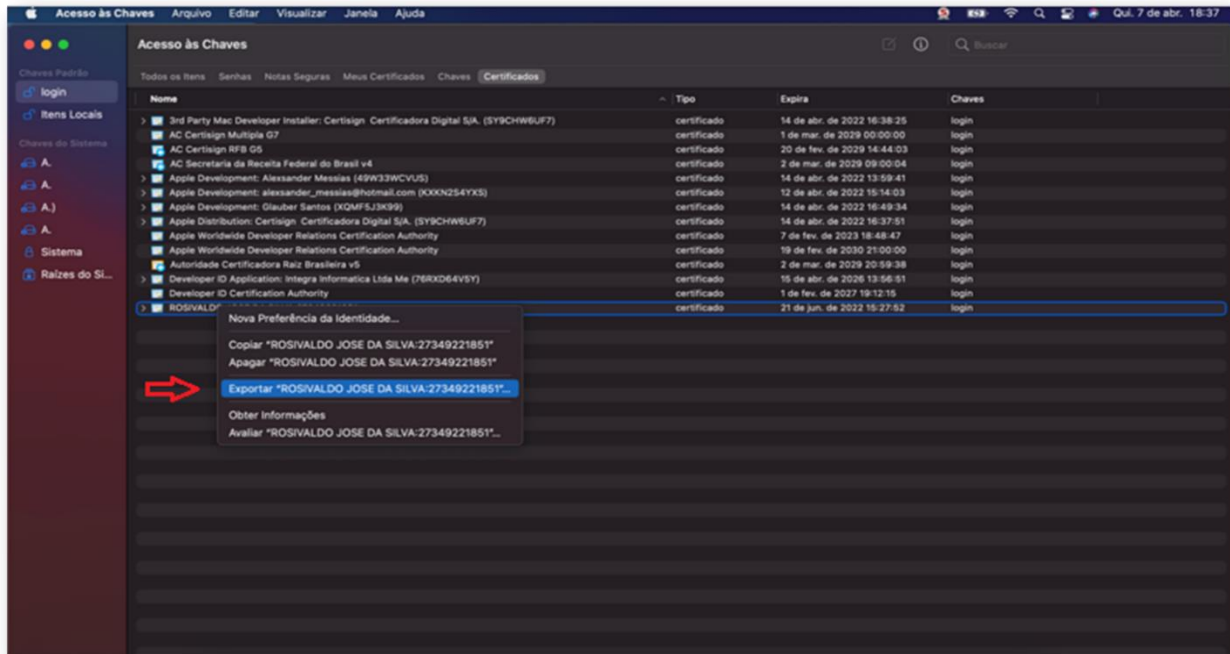 Acesso às Chaves Arquivo Editar Visualizar Janela Ajuda Qui. 7 de abr. 18:37
Acesso às Chaves Buscar
Chaves Padrão
login
Itens Locais
Chaves do Sistema
A.
A.
A.)
A.
Sistema
Raízes do Si...
Todos os Itens Senhas Notas Seguras Meus Certificados Chaves Certificados
Nome Tipo Expira Chaves
3rd Party Mac Developer Installer: Certisign Certificadora Digital S/A. (SY9CHW6UF7) certificado 14 de abr. de 2022 16:38:25 login
AC Certisign Multipla G7 certificado 1 de mar. de 2029 00:00:00 login
AC Certisign RFB G5 certificado 20 de fev. de 2029 14:44:03 login
AC Secretaria da Receita Federal do Brasil v4 certificado 2 de mar. de 2029 09:00:04 login
Apple Development: Alexsander Messias (49W33WCVUS) certificado 14 de abr. de 2022 13:59:41 login
Apple Development: alexsander_messias@hotmail.com (KXKN2S4YXS) certificado 12 de abr. de 2022 15:14:03 login
Apple Development: Glauber Santos (XQMF5J3K99) certificado 14 de abr. de 2022 16:49:34 login
Apple Distribution: Certisign Certificadora Digital S/A. (SY9CHW6UF7) certificado 14 de abr. de 2022 16:37:51 login
Apple Worldwide Developer Relations Certification Authority certificado 7 de fev. de 2023 18:48:47 login
Apple Worldwide Developer Relations Certification Authority certificado 19 de fev. de 2030 21:00:00 login
Autoridade Certificadora Raiz Brasileira v5 certificado 2 de mar. de 2029 20:59:38 login
Developer ID Application: Integra Informatica Ltda Me (76RXD64V5Y) certificado 15 de abr. de 2026 13:56:51 login
Developer ID Certification Authority certificado 1 de fev. de 2027 19:12:15 login
ROSIVALDO certificado 21 de jun. de 2022 15:27:52 login
Nova Preferência da Identidade...
Copiar "ROSIVALDO JOSE DA SILVA:27349221851"
Apagar "ROSIVALDO JOSE DA SILVA:27349221851"
Exportar "ROSIVALDO JOSE DA SILVA:27349221851"...
Obter Informações
Avaliar "ROSIVALDO JOSE DA SILVA:27349221851"...